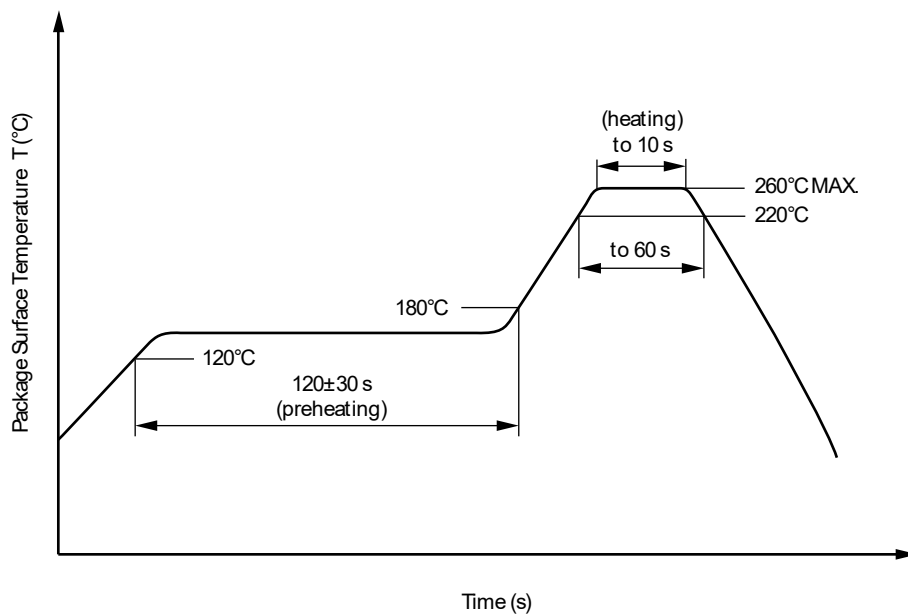 Package Surface Temperature T (°C)
(heating)
to 10 s
260°C MAX.
220°C
to 60 s
180°C
120°C
120±30 s
(preheating)
Time (s)